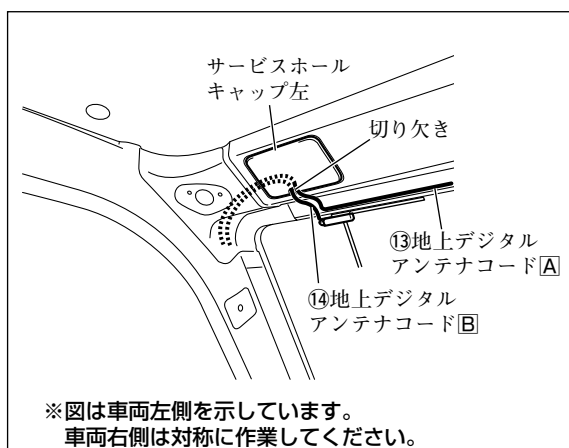 サービスホール
キャップ左
切り欠き
⑬地上デジタル
アンテナコードA
⑭地上デジタル
アンテナコードB
※図は車両左側を示しています。
車両右側は対称に作業してください。